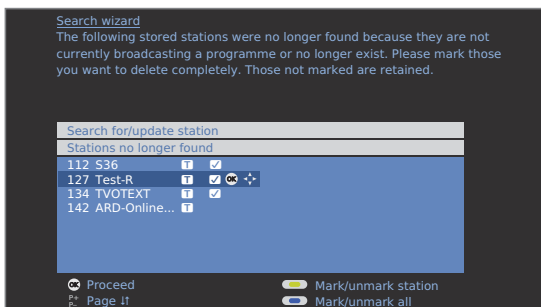 Search wizard
The following stored stations were no longer found because they are not
currently broadcasting a programme or no longer exist. Please mark those
you want to delete completely. Those not marked are retained.
Search for/update station
Stations no longer found
112 S36 T ✓
127 Test-R T ✓ OK
134 TVOTEXT T ✓
142 ARD-Online... T
OK Proceed Mark/unmark station
P+ P- Page ↓↑ Mark/unmark all